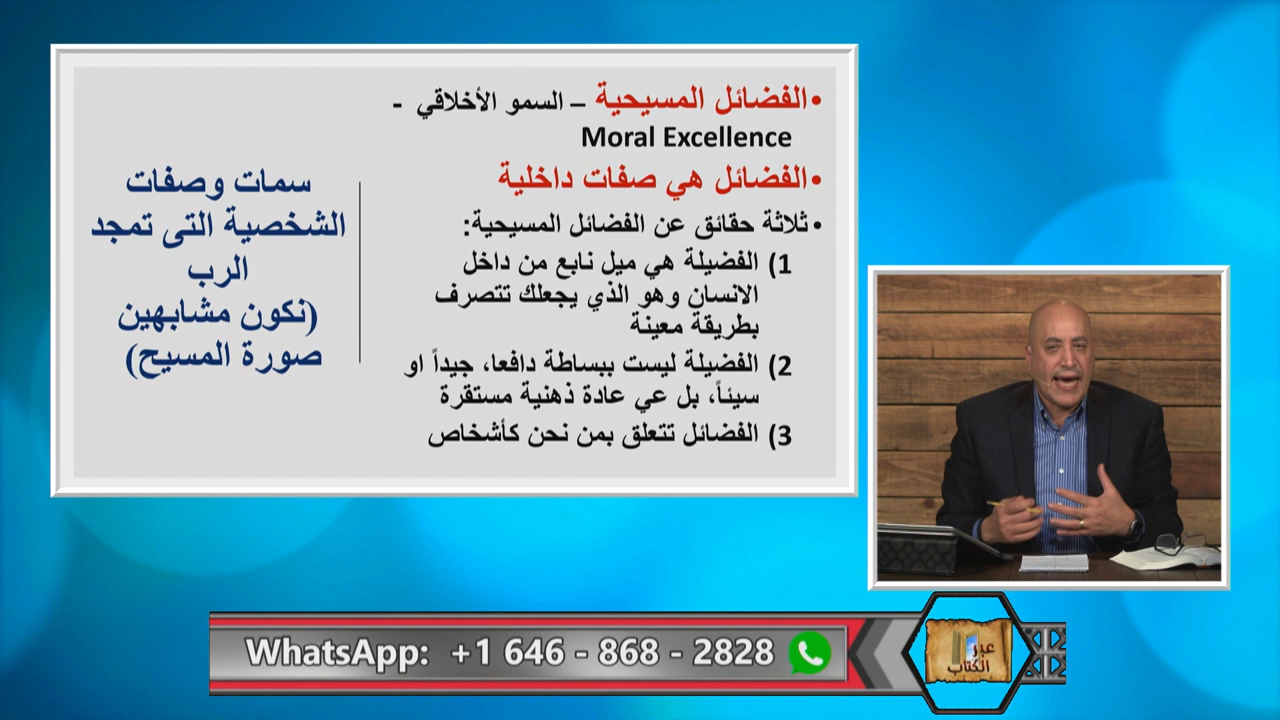 •الفضائل المسيحية – السمو الأخلاقي -
Moral Excellence
•الفضائل هي صفات داخلية
•ثلاثة حقائق عن الفضائل المسيحية:
1) الفضيلة هي ميل نابع من داخل
الانسان وهو الذي يجعلك تتصرف
بطريقة معينة
2) الفضيلة ليست ببساطة دافعا، جيداً او
سيئاً، بل عي عادة ذهنية مستقرة
3) الفضائل تتعلق بمن نحن كأشخاص
سمات وصفات
الشخصية التى تمجد
الرب
(نكون مشابهين
صورة المسيح)
WhatsApp: +1 646 - 868 - 2828
عبر
الكتاب